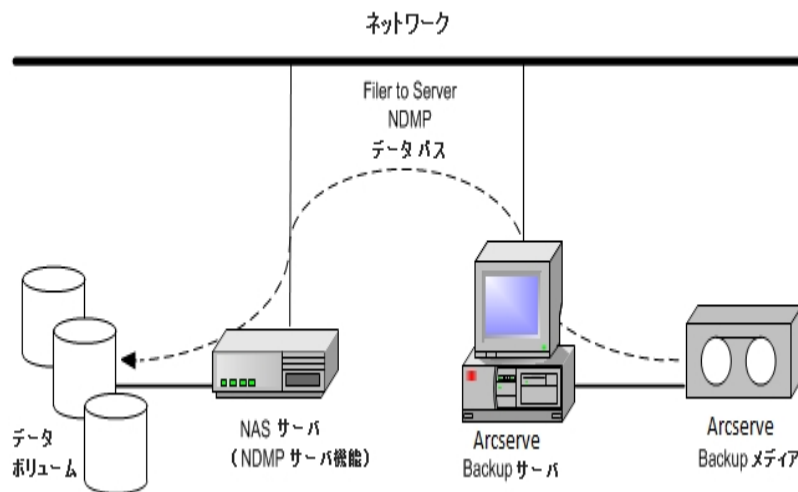 ネットワーク
Filer to Server
NDMP
データ パス
データ
ボリューム
NAS サーバ
(NDMP サーバ機能)
Arcserve
Backup サーバ
Arcserve
Backup メディア